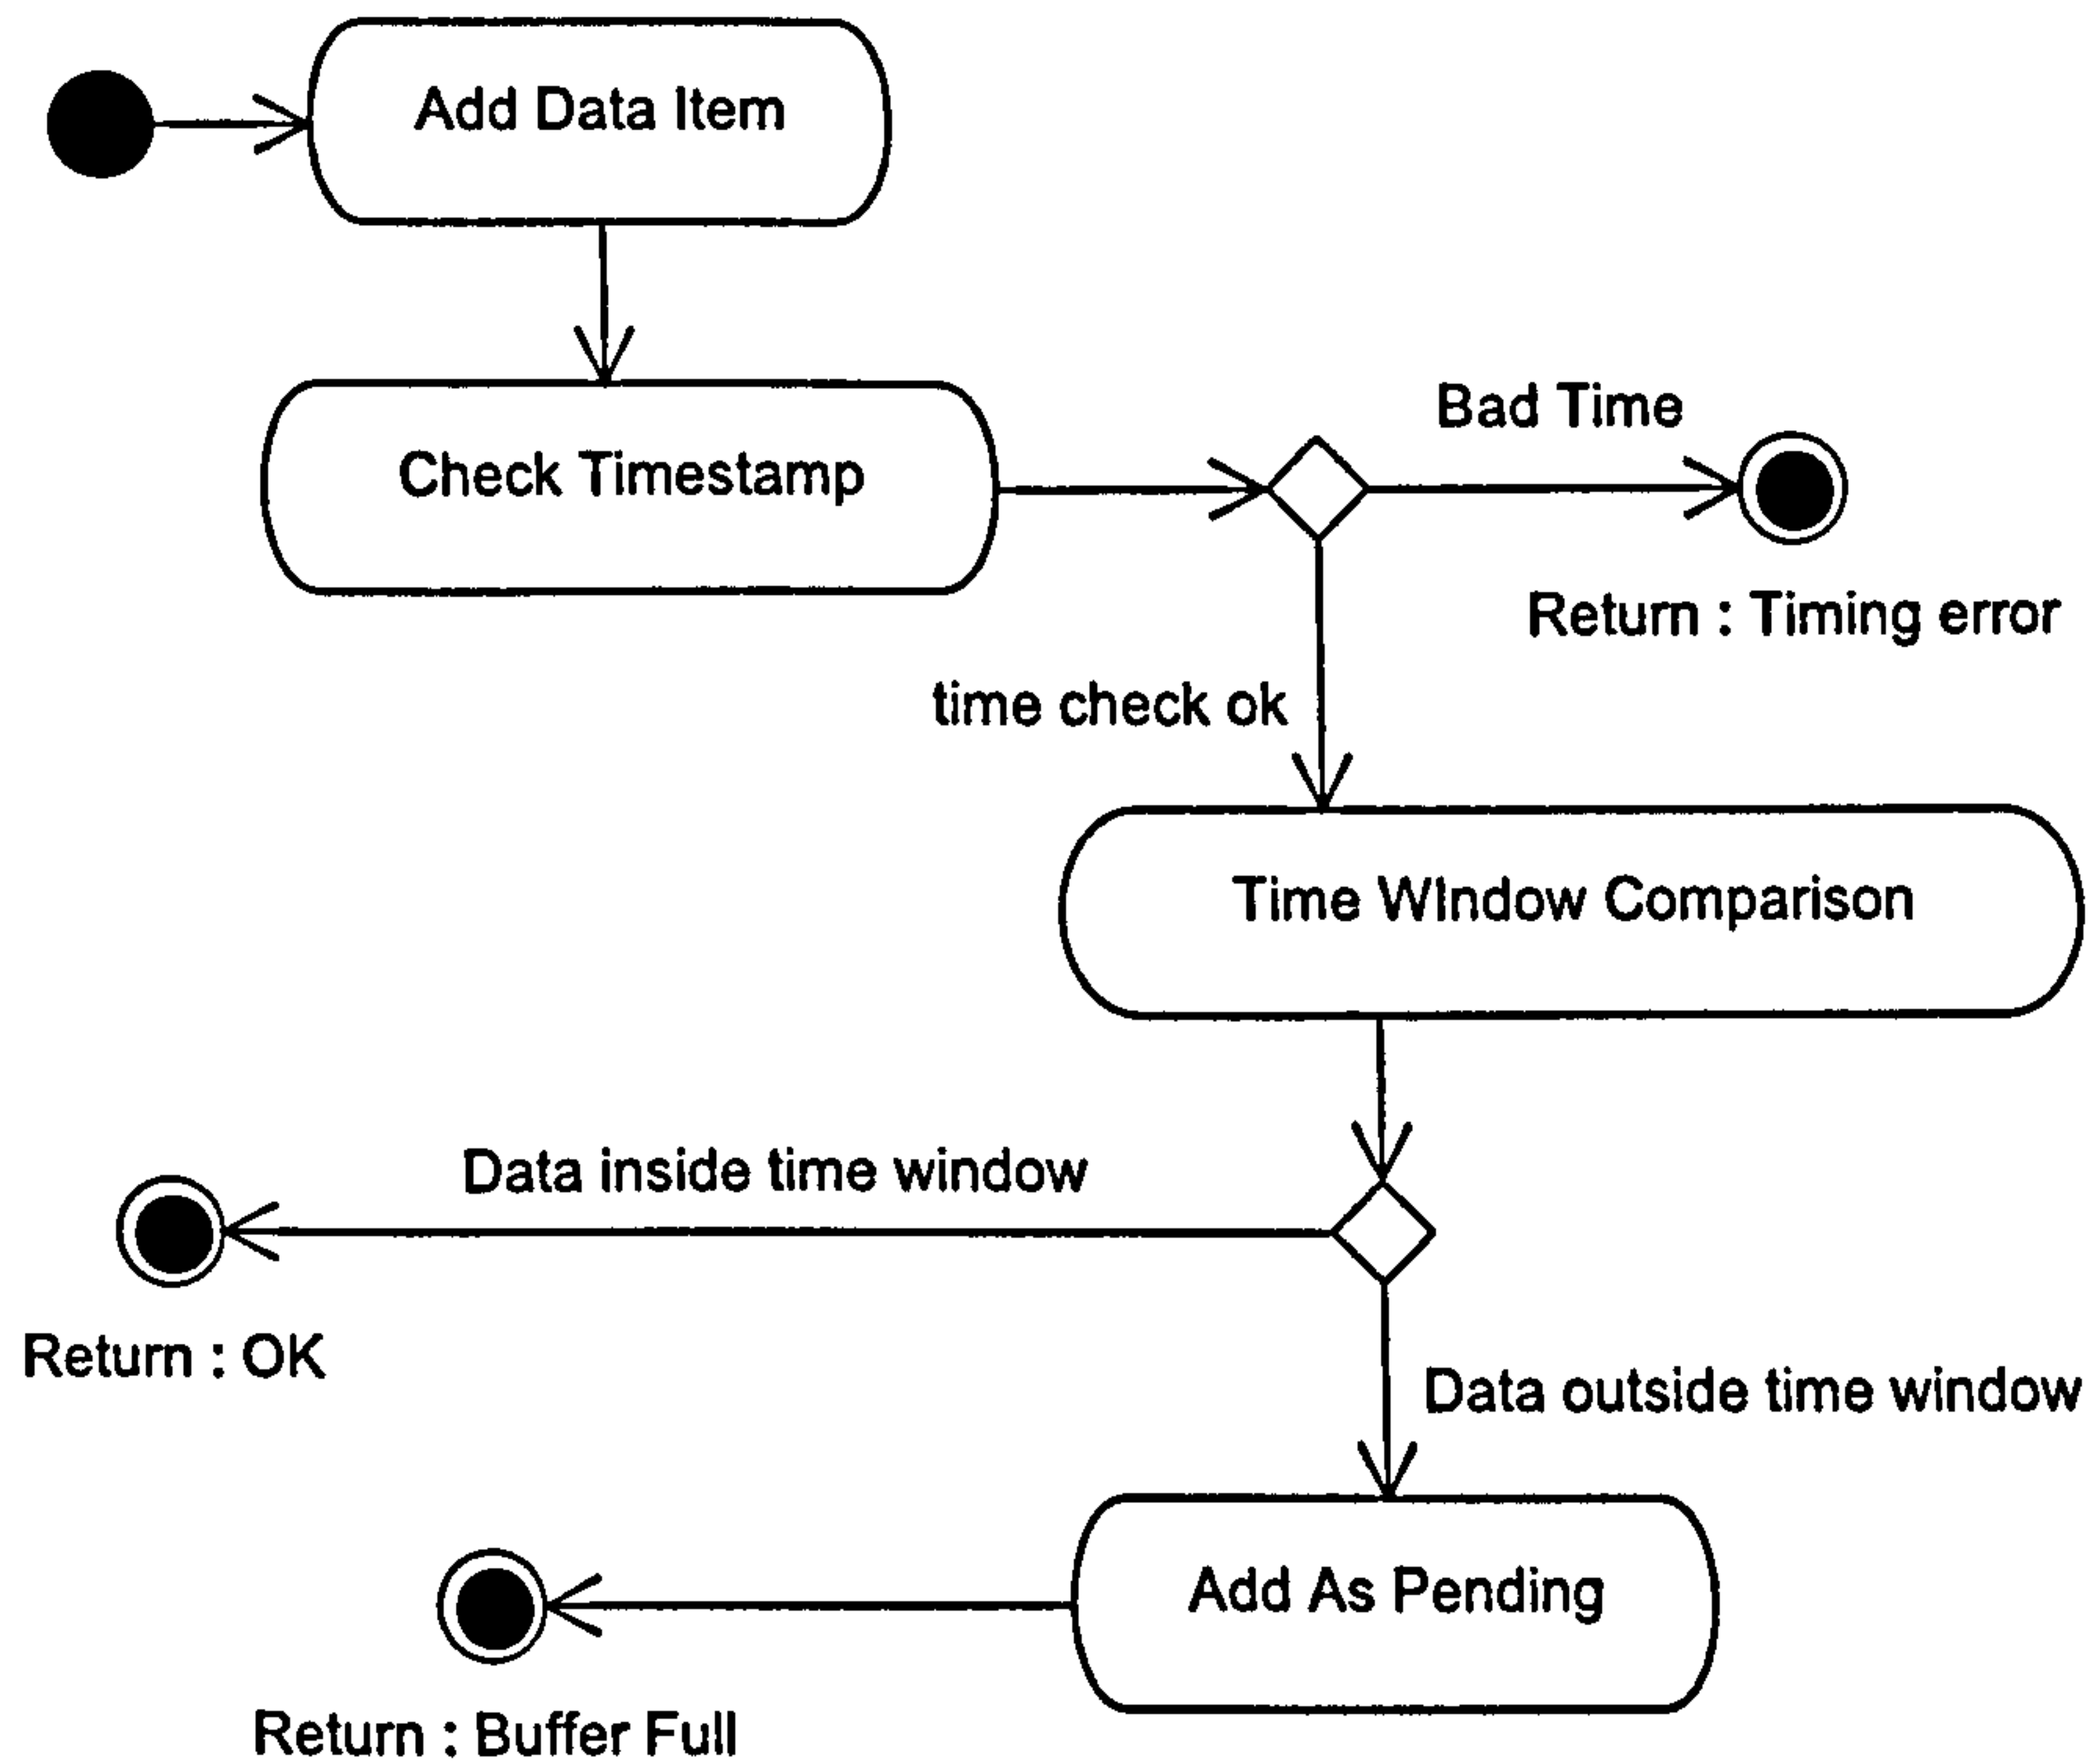 Add Data Item
Check Timestamp
Bad Time
Return : Timing error
time check ok
Time WIndow Comparison
Data inside time window
Return : OK
Data outside time window
Add As Pending
Return : Buffer Full